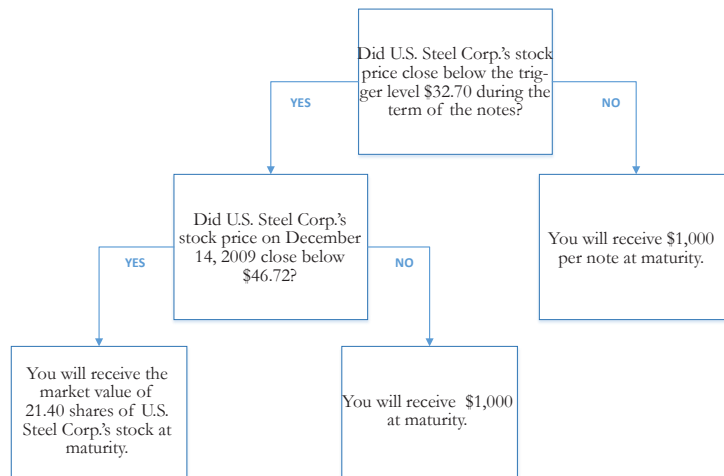 Did U.S. Steel Corp.'s stock
price close below the trig-
ger level $32.70 during the
term of the notes?
YES
NO
Did U.S. Steel Corp.'s
stock price on December
14, 2009 close below
$46.72?
You will receive $1,000
per note at maturity.
YES
NO
You will receive the
market value of
21.40 shares of U.S.
Steel Corp.'s stock at
maturity.
You will receive $1,000
at maturity.